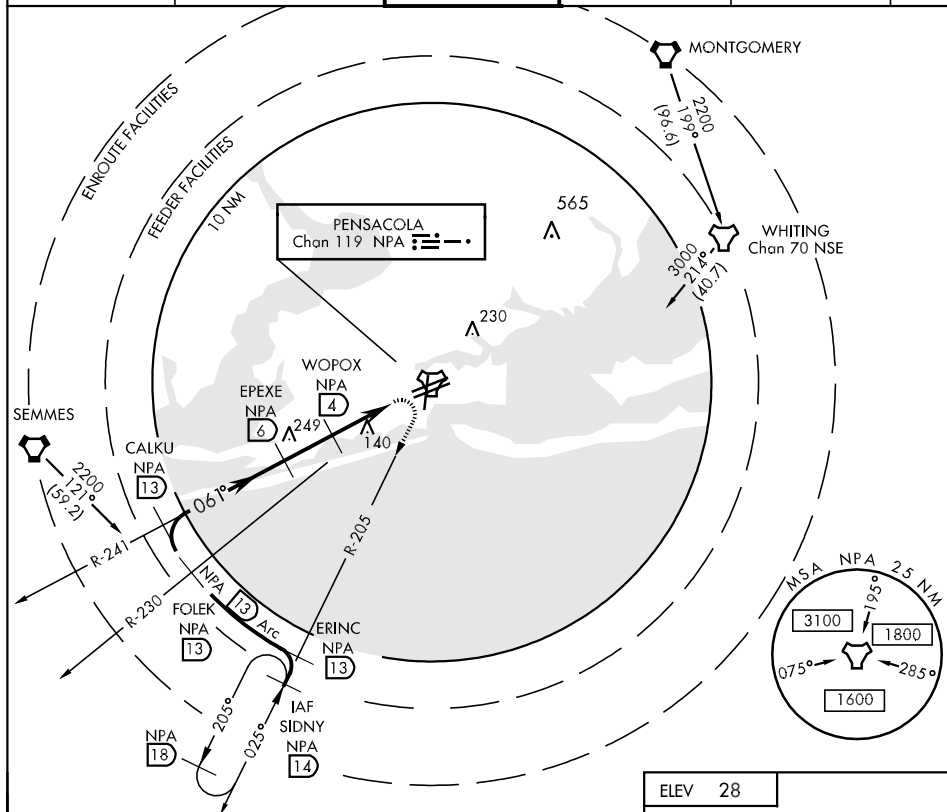 MONTGOMERY
2200
199°
(96.6)
ENROUTE FACILITIES
FEEDER FACILITIES
10 NM
565
PENSACOLA
Chan 119 NPA
WHITING
Chan 70 NSE
3000
214°
(40.7)
230
WOPOX
NPA
4
EPEXE
NPA
6
249
140
SEMMES
2200
121°
(59.2)
CALKU
NPA
13
061°
R-241
R-205
R-230
NPA 13 Arc
FOLEK
NPA
13
ERINC
NPA
13
MSA NPA 25 NM
195°
3100
1800
075°
285°
1600
205°
025°
IAF
SIDNY
NPA
14
NPA
18
ELEV 28